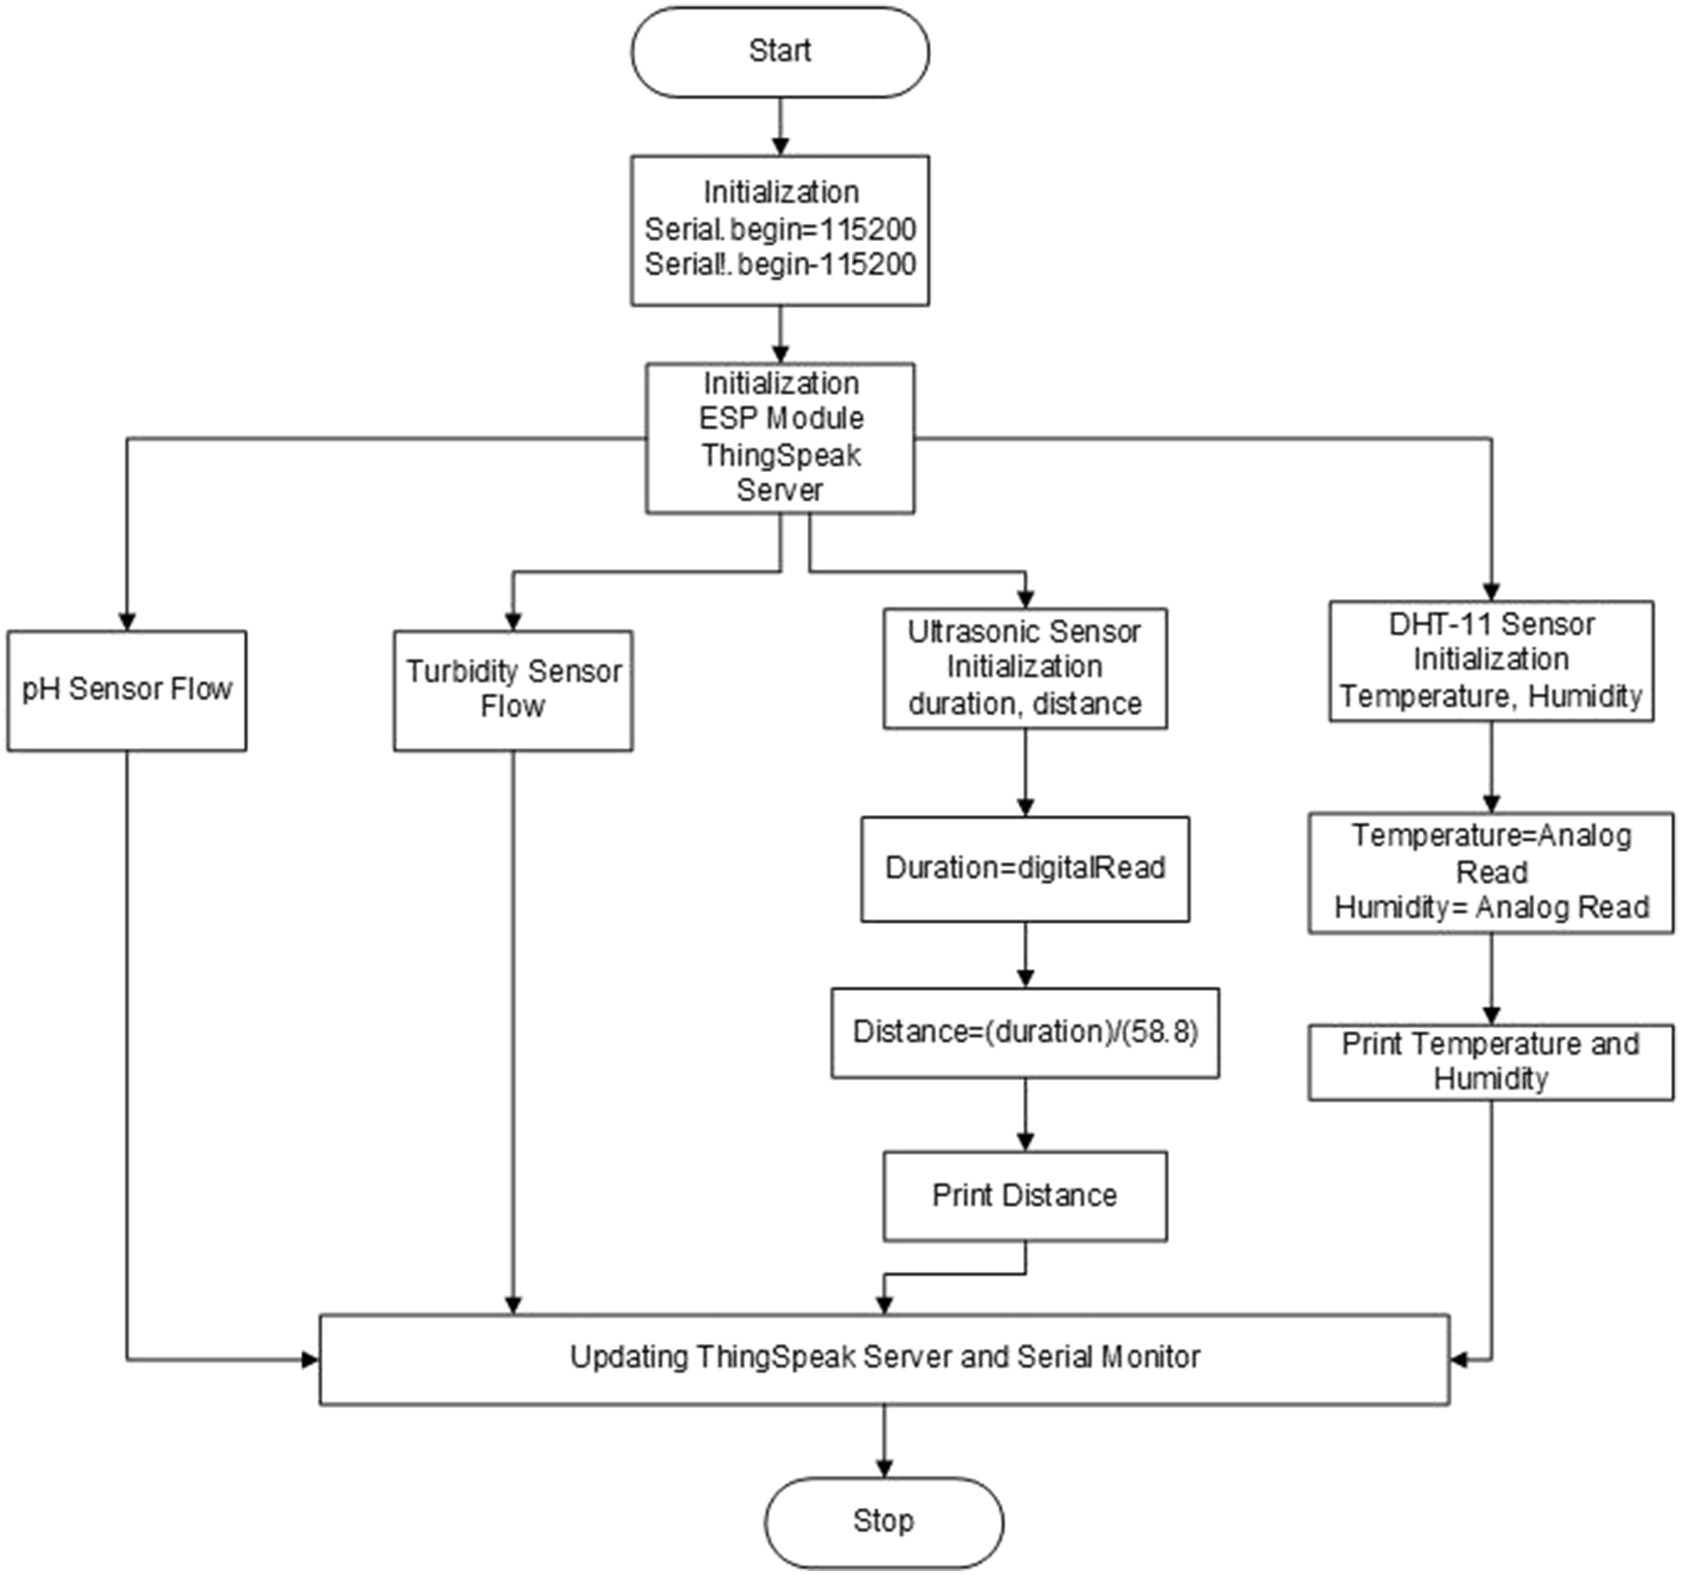 Start
Initialization
Serial.begin=115200
Serial!.begin-115200
Initialization
ESP Module
ThingSpeak
Server
pH Sensor Flow
Turbidity Sensor
Flow
Ultrasonic Sensor
Initialization
duration, distance
DHT-11 Sensor
Initialization
Temperature, Humidity
Duration=digitalRead
Temperature=Analog
Read
Humidity= Analog Read
Distance=(duration)/(58.8)
Print Temperature and
Humidity
Print Distance
Updating ThingSpeak Server and Serial Monitor
Stop